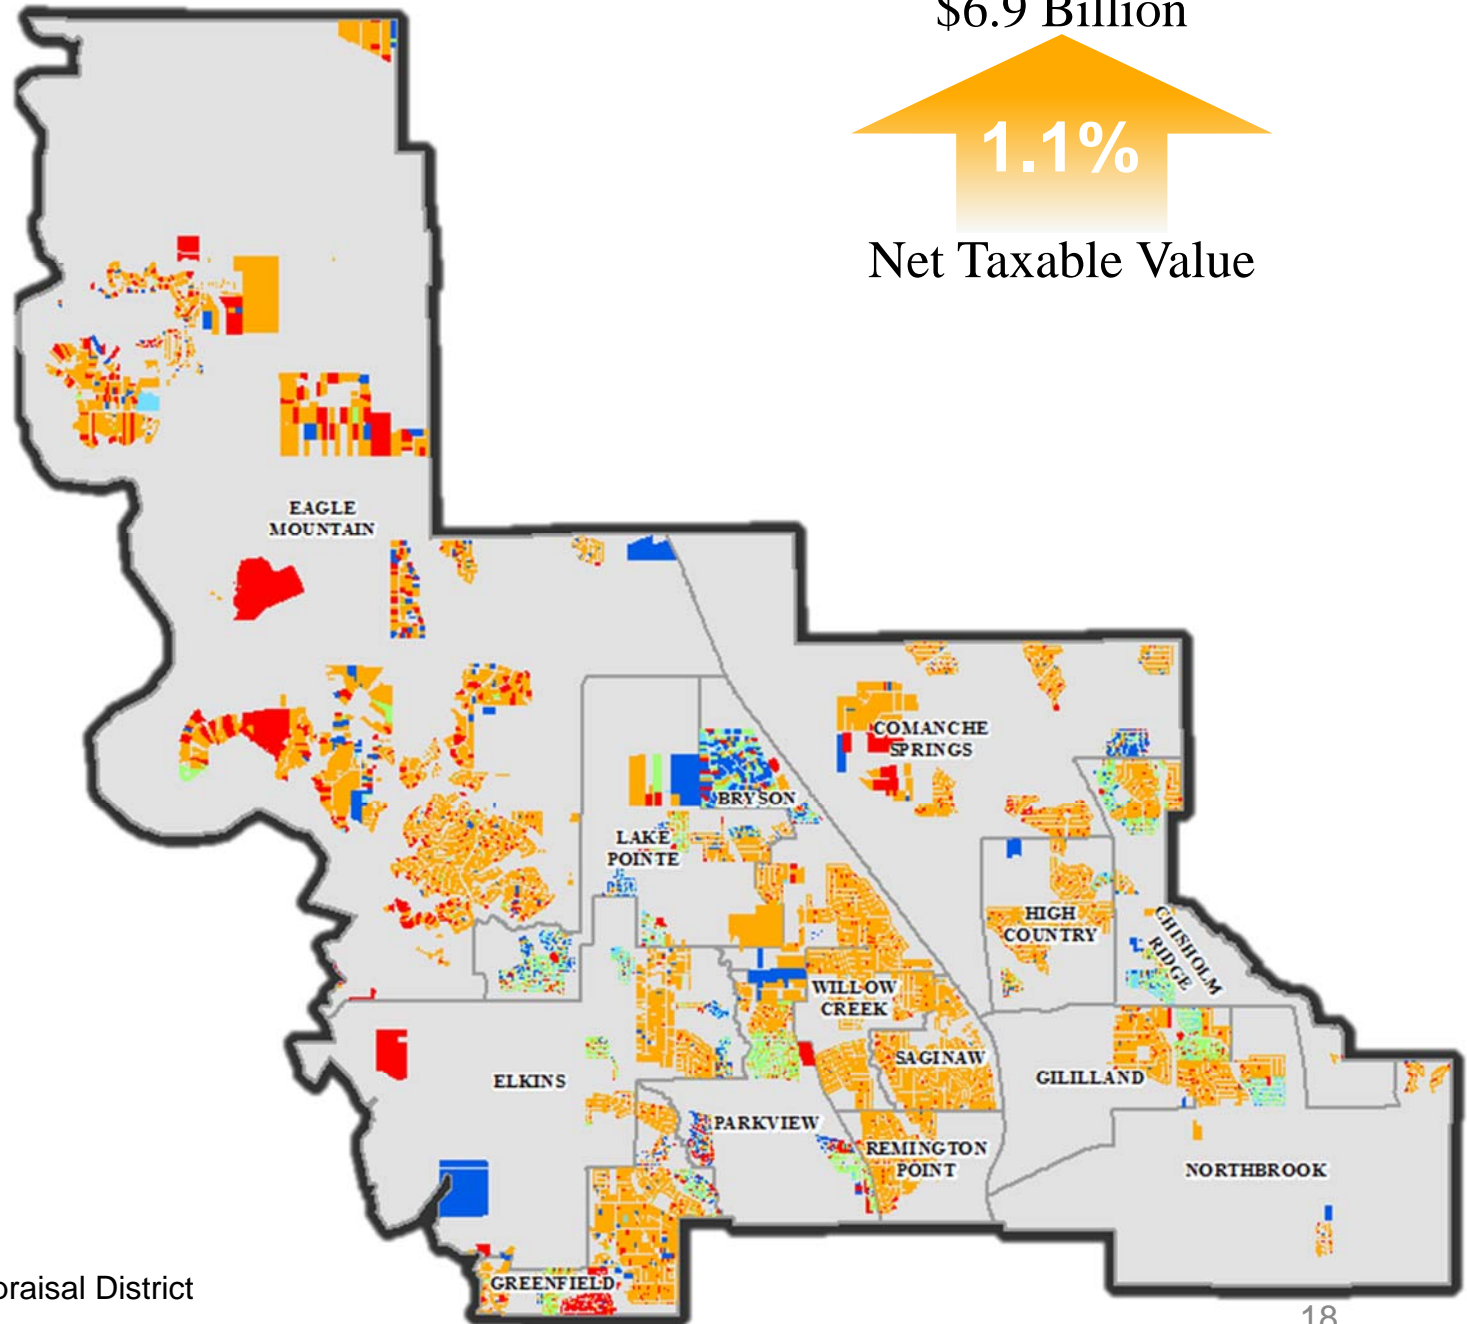 $6.9 Billion
1.1%
Net Taxable Value
EAGLE
MOUNTAIN
COMANCHE
SPRINGS
BRYSON
LAKE
POINTE
HIGH
COUNTRY
CHISHOLM
RIDGE
WILLOW
CREEK
SAGINAW
ELKINS
GILILLAND
PARKVIEW
REMINGTON
POINT
NORTHBROOK
GREENFIELD
praisal District
18